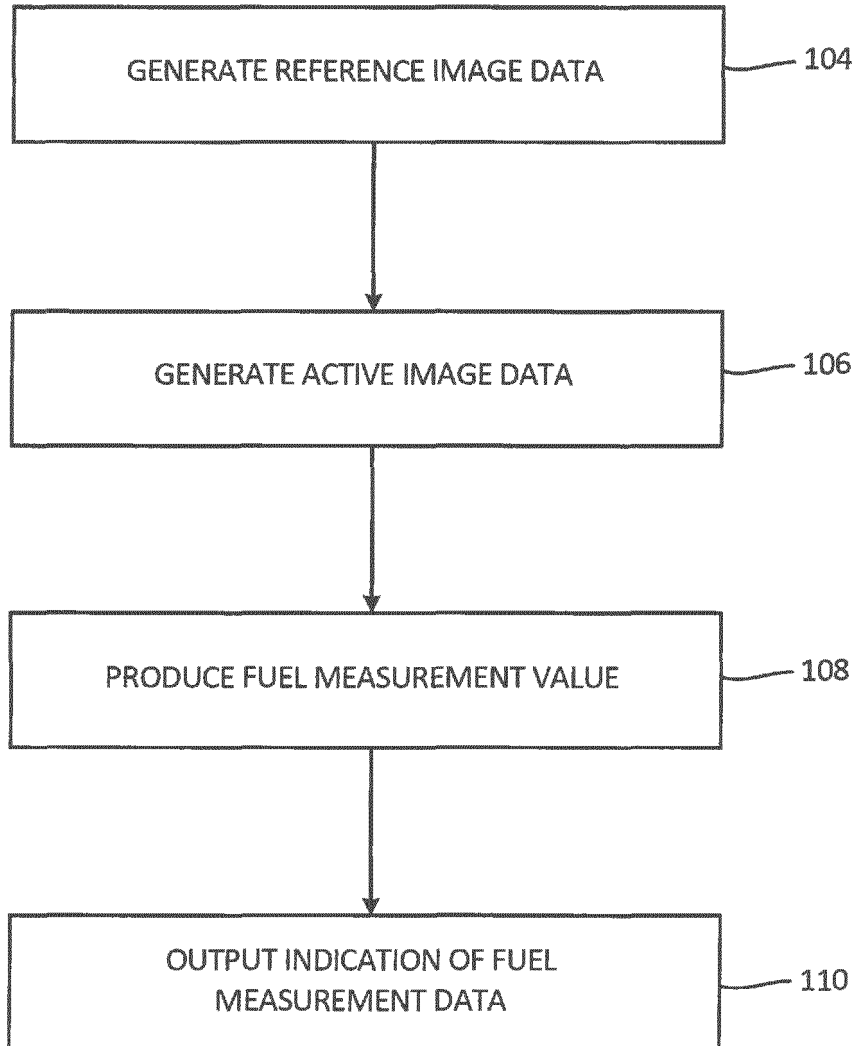 GENERATE REFERENCE IMAGE DATA
104
GENERATE ACTIVE IMAGE DATA
106
PRODUCE FUEL MEASUREMENT VALUE
108
OUTPUT INDICATION OF FUEL
MEASUREMENT DATA
110